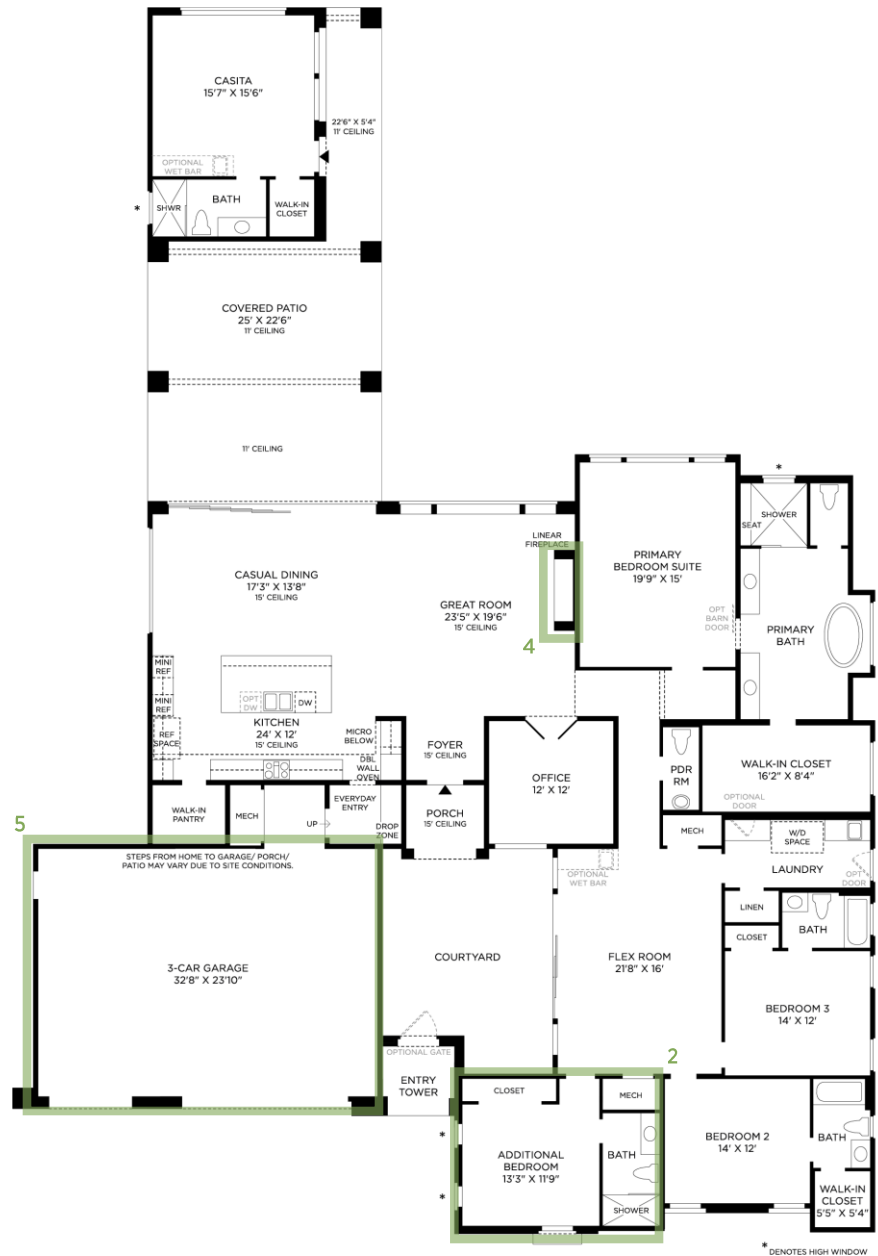 CASITA
15'7" X 15'6"
22'6" X 5'4"
11' CEILING
OPTIONAL
WET BAR
*
SHWR
BATH
WALK-IN
CLOSET
COVERED PATIO
25' X 22'6"
11' CEILING
11' CEILING
LINEAR
FIREPLACE
4
CASUAL DINING
17'3" X 13'8"
15' CEILING
GREAT ROOM
23'5" X 19'6"
15' CEILING
PRIMARY
BEDROOM SUITE
19'9" X 15'
*
SEAT
SHOWER
OPT
BARN
DOOR
PRIMARY
BATH
MINI
REF
MINI
REF
REF
SPACE
OPT
DW
DW
KITCHEN
24' X 12'
15' CEILING
MICRO
BELOW
DBL
WALL
OVEN
FOYER
15' CEILING
OFFICE
12' X 12'
PDR
RM
WALK-IN CLOSET
16'2" X 8'4"
OPTIONAL
DOOR
WALK-IN
PANTRY
MECH
UP
EVERYDAY
ENTRY
DROP
ZONE
PORCH
15' CEILING
MECH
W/D
SPACE
LAUNDRY
OPT
DOOR
5
STEPS FROM HOME TO GARAGE/ PORCH/
PATIO MAY VARY DUE TO SITE CONDITIONS.
OPTIONAL
WET BAR
LINEN
BATH
CLOSET
3-CAR GARAGE
32'8" X 23'10"
COURTYARD
FLEX ROOM
21'8" X 16'
BEDROOM 3
14' X 12'
OPTIONAL GATE
ENTRY
TOWER
2
CLOSET
MECH
*
ADDITIONAL
BEDROOM
13'3" X 11'9"
BATH
SHOWER
*
BEDROOM 2
14' X 12'
BATH
WALK-IN
CLOSET
5'5" X 5'4"
* DENOTES HIGH WINDOW